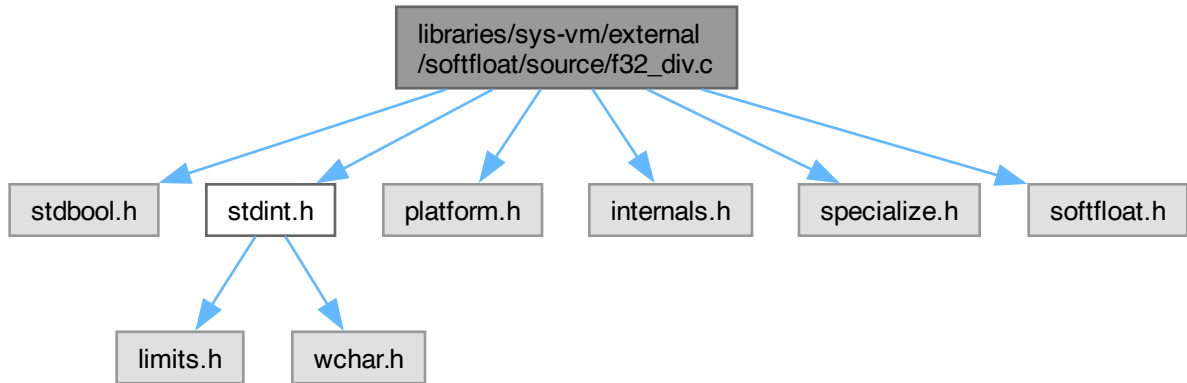 libraries/sys-vm/external
/softfloat/source/f32_div.c
stdbool.h
stdint.h
platform.h
internals.h
specialize.h
softfloat.h
limits.h
wchar.h